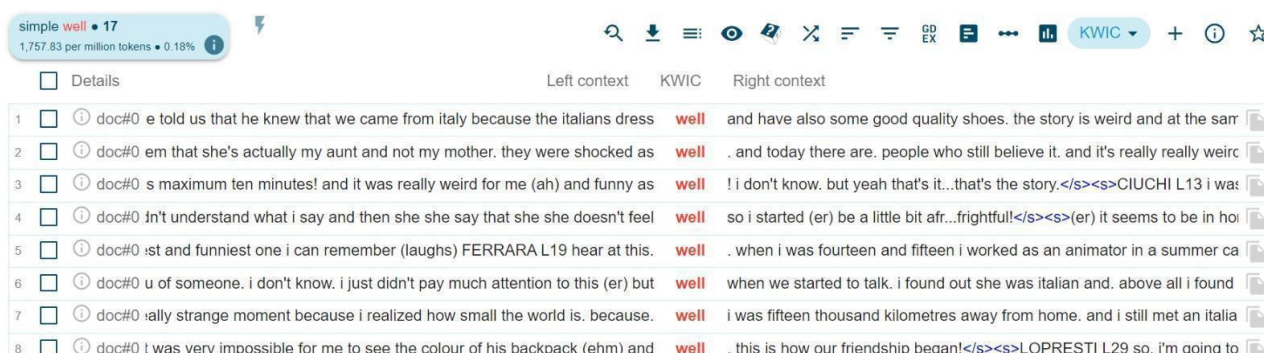 simple well • 17
1,757.83 per million tokens • 0.18% i
GD EX KWIC
Details Left context KWIC Right context
1 doc#0 e told us that he knew that we came from italy because the italians dress well and have also some good quality shoes. the story is weird and at the sam
2 doc#0 em that she's actually my aunt and not my mother. they were shocked as well . and today there are. people who still believe it. and it's really really weird
3 doc#0 s maximum ten minutes! and it was really weird for me (ah) and funny as well ! i don't know. but yeah that's it...that's the story.</s><s>CIUCHI L13 i was
4 doc#0 dn't understand what i say and then she she say that she she doesn't feel well so i started (er) be a little bit afr...frightful!</s><s>(er) it seems to be in hor
5 doc#0 est and funniest one i can remember (laughs) FERRARA L19 hear at this. well . when i was fourteen and fifteen i worked as an animator in a summer ca
6 doc#0 u of someone. i don't know. i just didn't pay much attention to this (er) but well when we started to talk. i found out she was italian and. above all i found
7 doc#0 eally strange moment because i realized how small the world is. because. well i was fifteen thousand kilometres away from home. and i still met an italia
8 doc#0 t was very impossible for me to see the colour of his backpack (ehm) and well . this is how our friendship began!</s><s>LOPRESTI L29 so. i'm going to